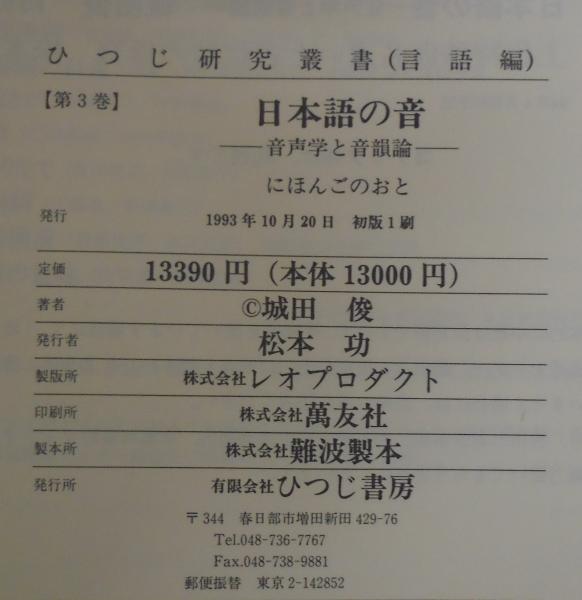 ひつじ研究叢書(言語編)
【第3巻】 日本語の音
——音声学と音韻論——
にほんごのおと
発行 1993年10月20日 初版1刷
定価 13390円(本体13000円)
著者 ©城田 俊
発行者 松本 功
製版所 株式会社レオプロダクト
印刷所 株式会社萬友社
製本所 株式会社難波製本
発行所 有限会社ひつじ書房
〒344 春日部市増田新田429-76
Tel.048-736-7767
Fax.048-738-9881
郵便振替 東京2-142852